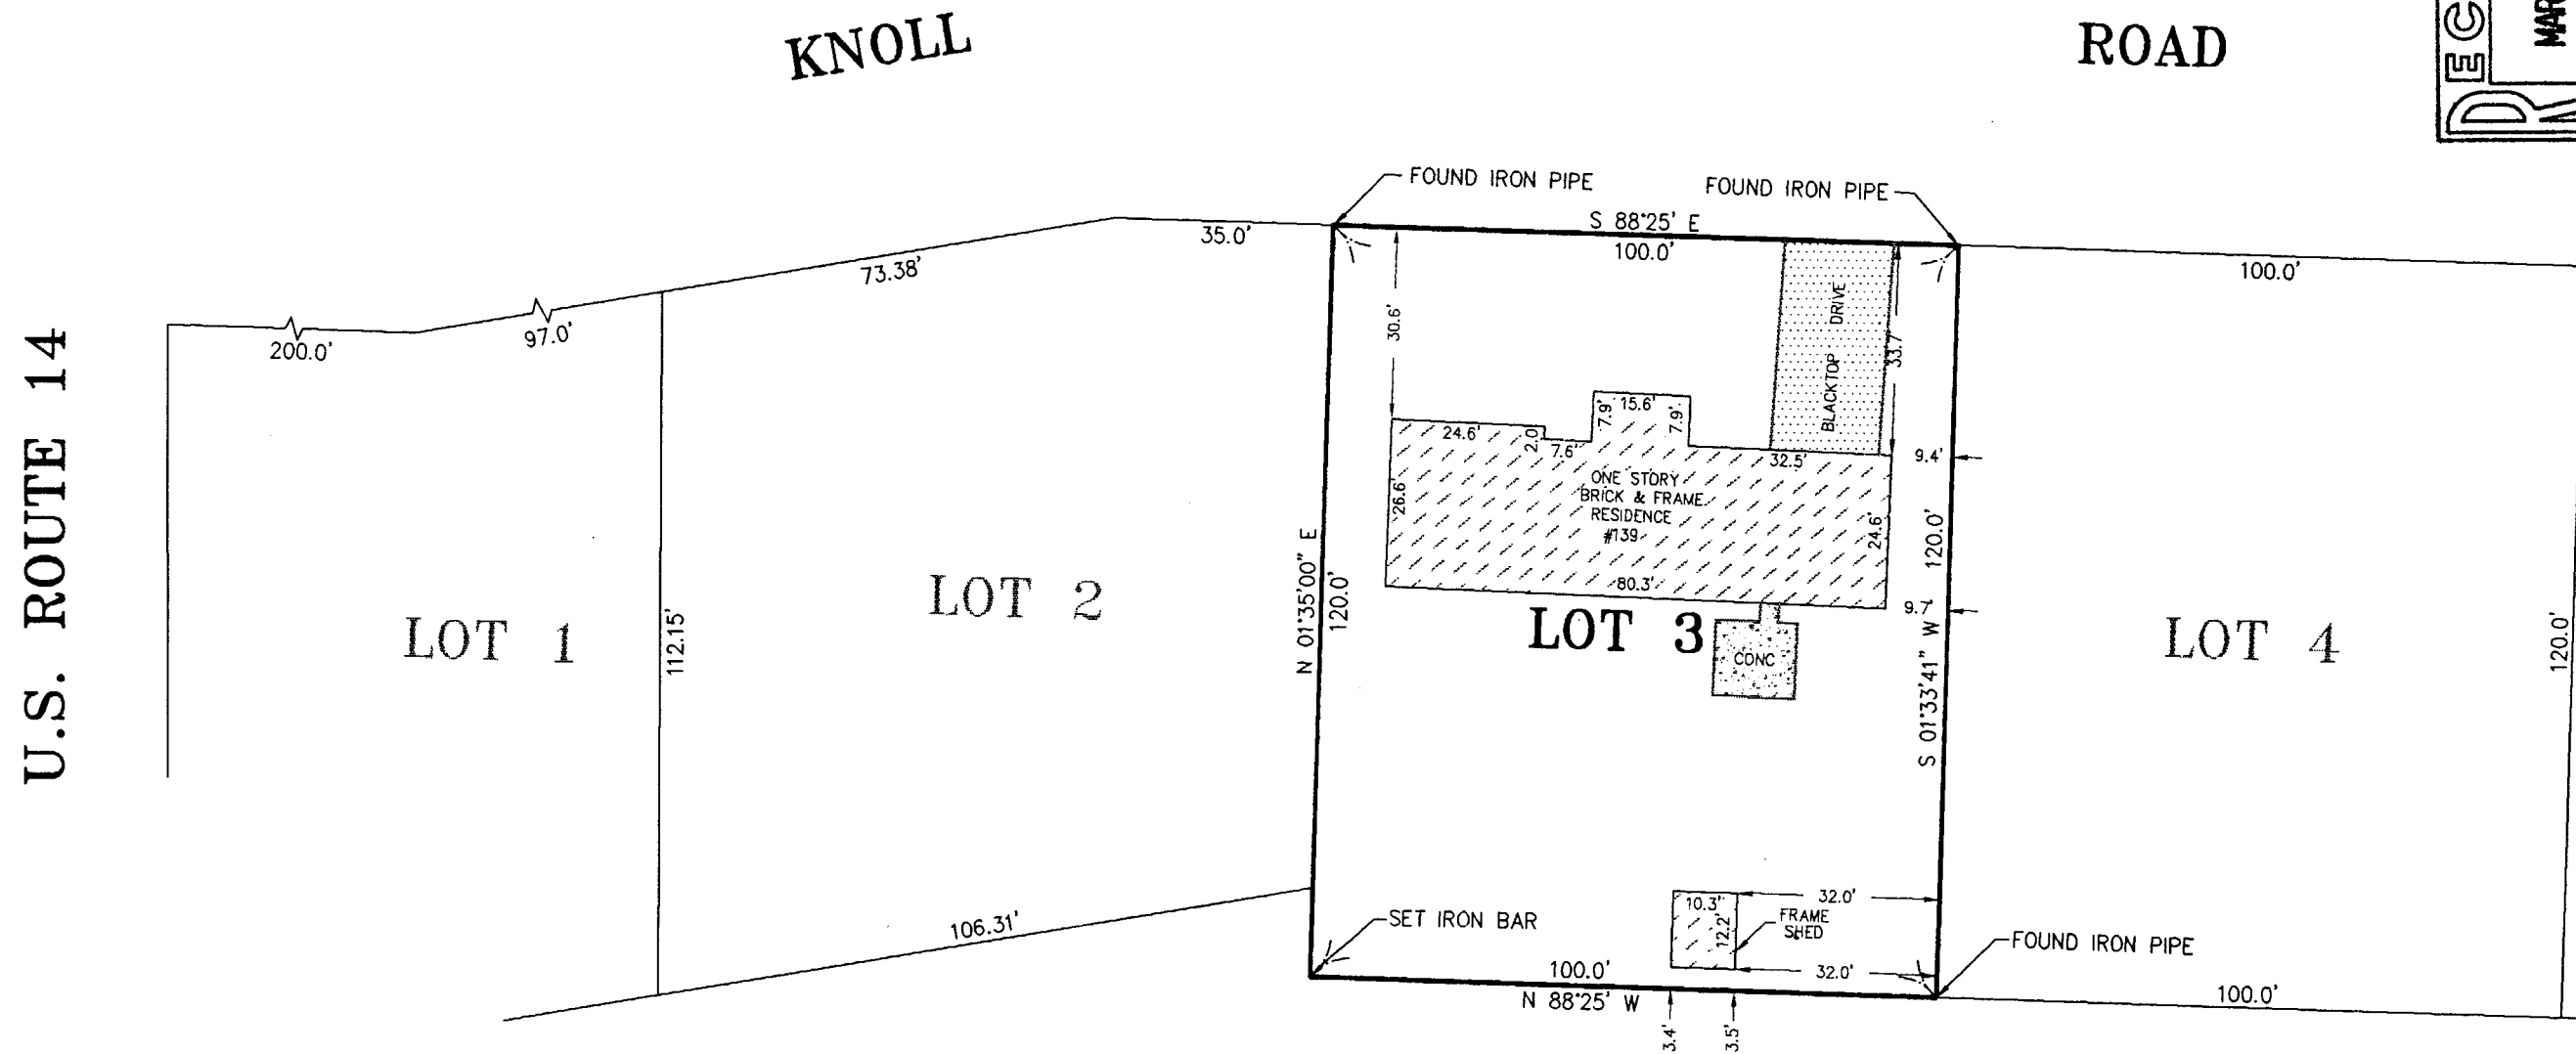 KNOLL
ROAD
EC
MAR
R
U.S. ROUTE 14
FOUND IRON PIPE
FOUND IRON PIPE
S 88°25' E
35.0'
100.0'
100.0'
73.38'
200.0'
97.0'
30.6'
BLACKTOP DRIVE
33.7'
24.6'
2.0'
7.6'
7.9'
15.6'
7.9'
32.5'
9.4'
26.6'
ONE STORY
BRICK & FRAME
RESIDENCE
#139
24.6'
80.3'
9.7'
N 01°35'00" E
120.0'
120.0'
S 01°33'41" W
LOT 1
112.15'
LOT 2
LOT 3
CONC
LOT 4
120.0'
106.31'
SET IRON BAR
10.3'
12.2'
32.0'
FRAME
SHED
32.0'
FOUND IRON PIPE
100.0'
N 88°25' W
100.0'
3.4'
3.5'